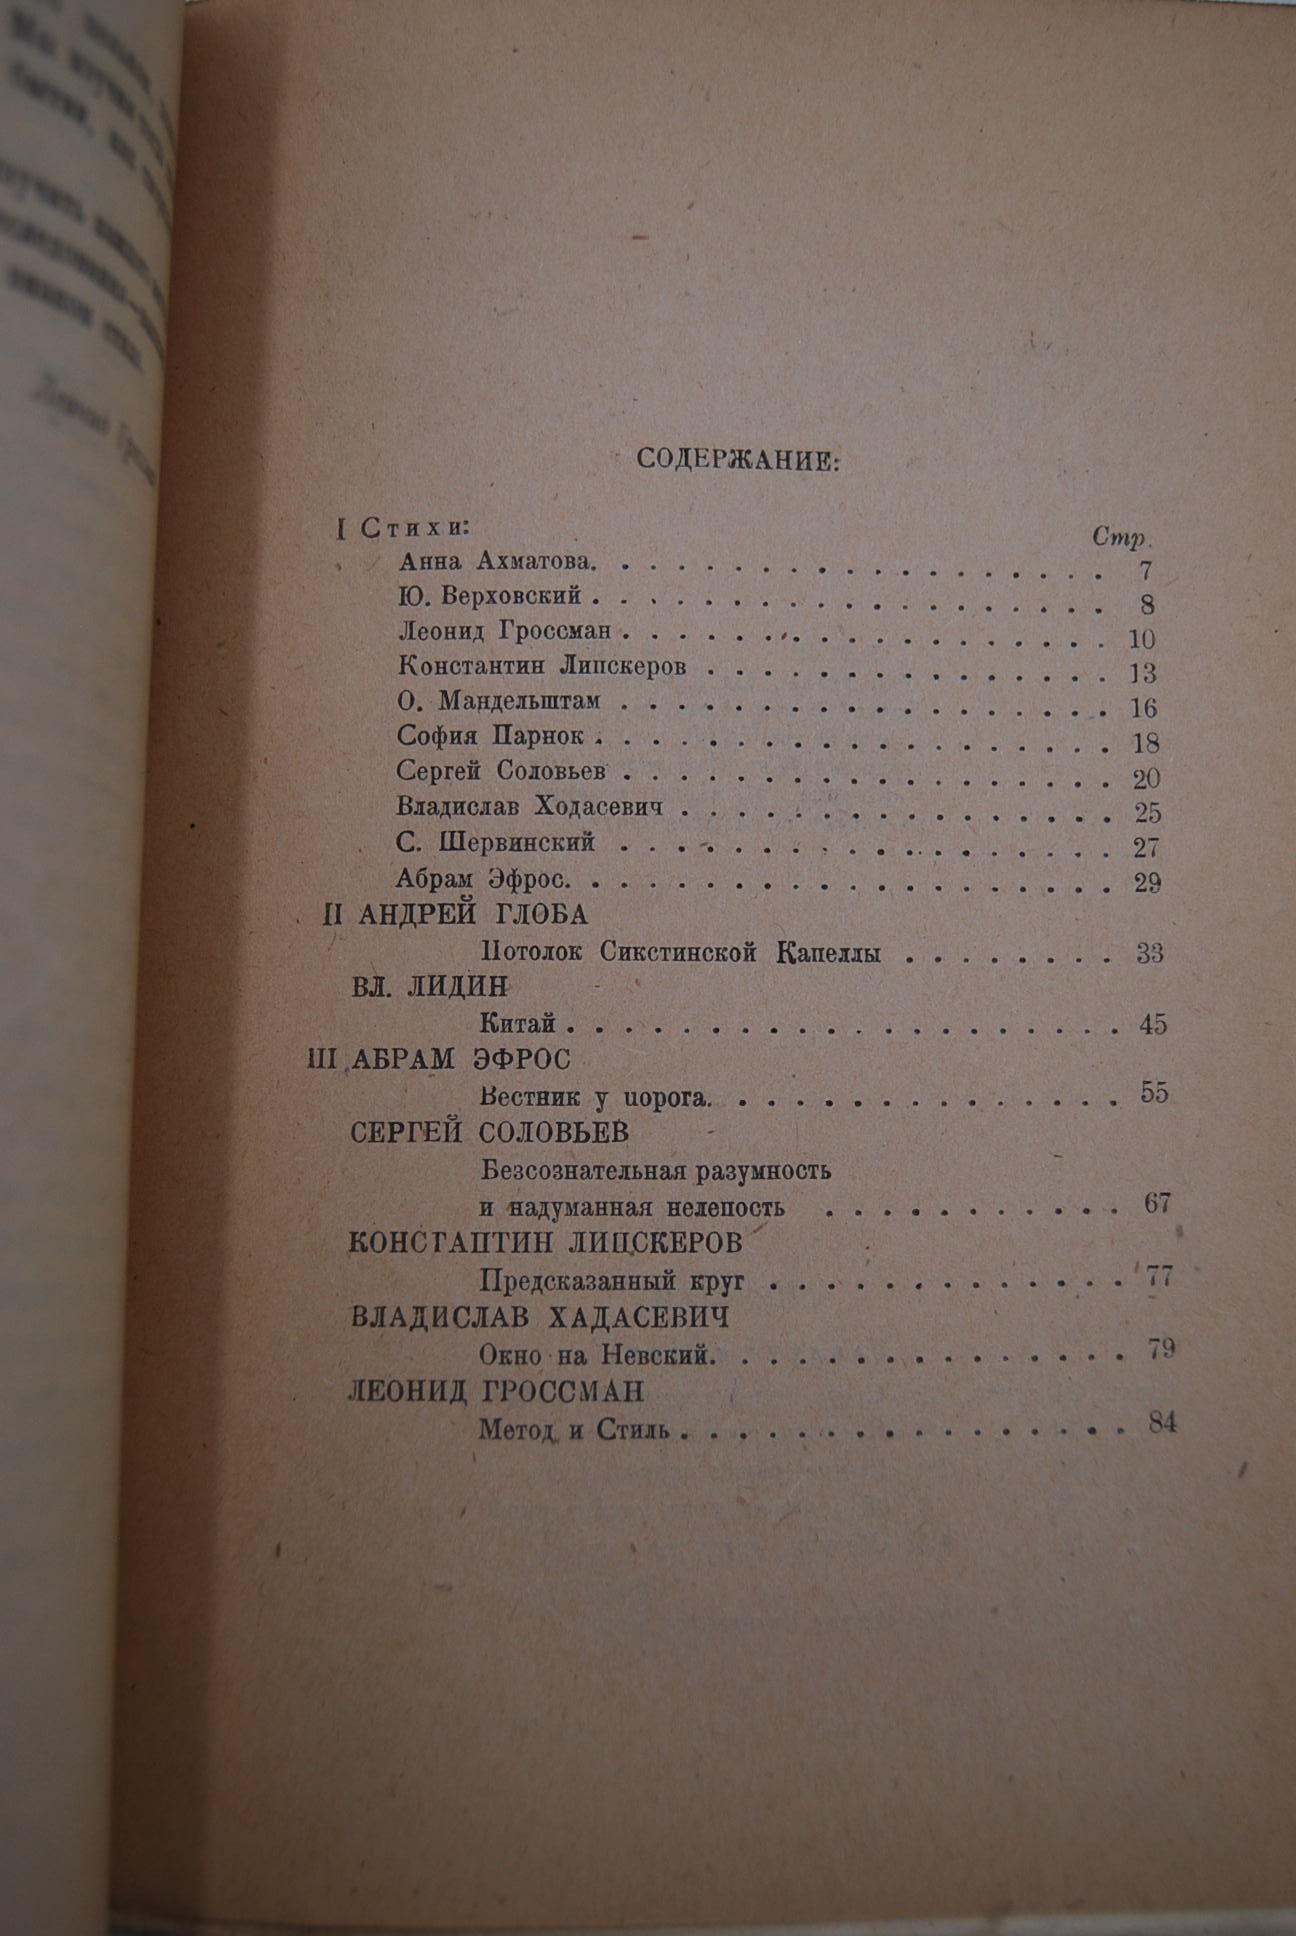 СОДЕРЖАНИЕ:
I Стихи:
Стр.
Анна Ахматова. . . . . . . . . . . . . . . . . . . 7
Ю. Верховский . . . . . . . . . . . . . . . . . . . 8
Леонид Гроссман . . . . . . . . . . . . . . . . . . 10
Константин Липскеров . . . . . . . . . . . . . . . 13
О. Мандельштам . . . . . . . . . . . . . . . . . . 16
София Парнок . . . . . . . . . . . . . . . . . . . 18
Сергей Соловьев . . . . . . . . . . . . . . . . . . 20
Владислав Ходасевич . . . . . . . . . . . . . . . . 25
С. Шервинский . . . . . . . . . . . . . . . . . . 27
Абрам Эфрос. . . . . . . . . . . . . . . . . . . . 29
II АНДРЕЙ ГЛОБА
Потолок Сикстинской Капеллы . . . . . . . . 33
ВЛ. ЛИДИН
Китай . . . . . . . . . . . . . . . . . . . . 45
III АБРАМ ЭФРОС
Вестник у порога. . . . . . . . . . . . . . . 55
СЕРГЕЙ СОЛОВЬЕВ
Безсознательная разумность
и надуманная нелепость . . . . . . . . . . . 67
КОНСТАНТИН ЛИПСКЕРОВ
Предсказанный круг . . . . . . . . . . . . . 77
ВЛАДИСЛАВ ХАДАСЕВИЧ
Окно на Невский. . . . . . . . . . . . . . . 79
ЛЕОНИД ГРОССМАН
Метод и Стиль . . . . . . . . . . . . . . . . 84